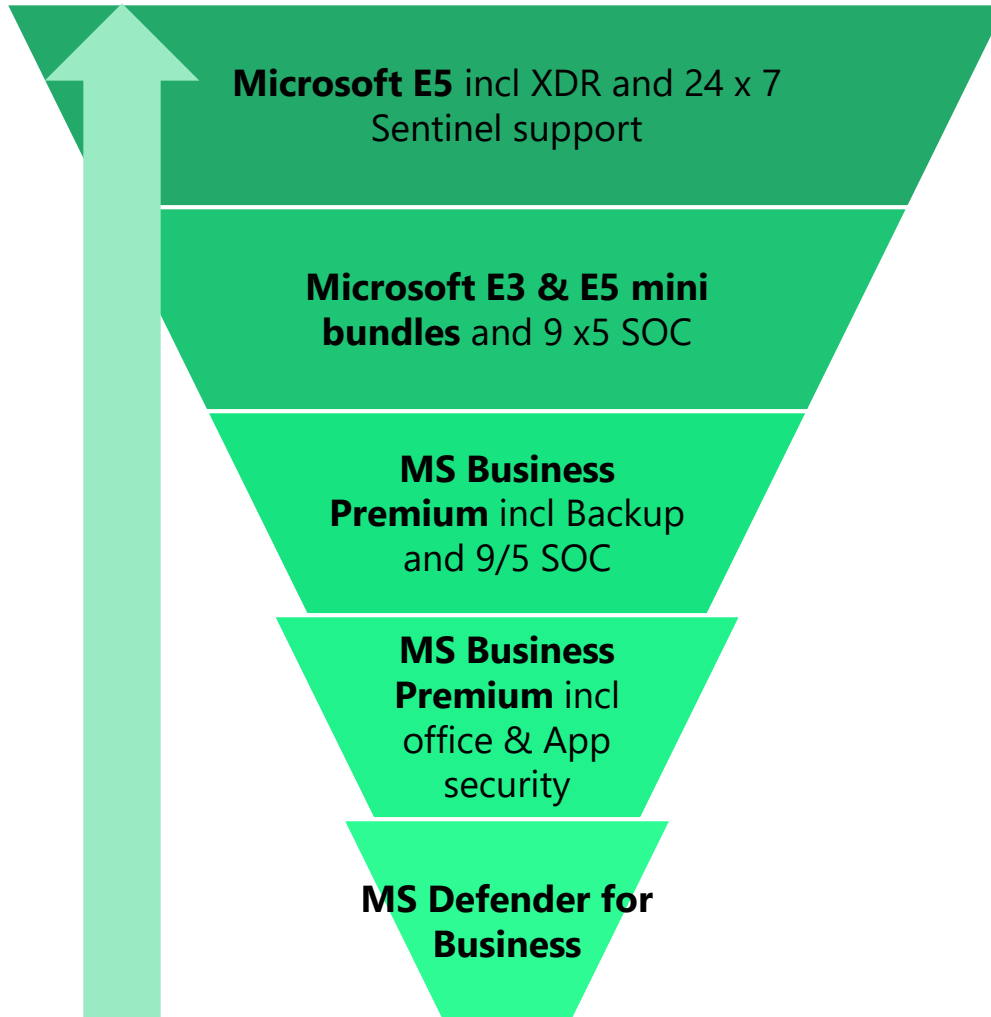 Microsoft E5 incl XDR and 24 x 7
Sentinel support
Microsoft E3 & E5 mini
bundles and 9 x5 SOC
MS Business
Premium incl Backup
and 9/5 SOC
MS Business
Premium incl
office & App
security
MS Defender for
Business